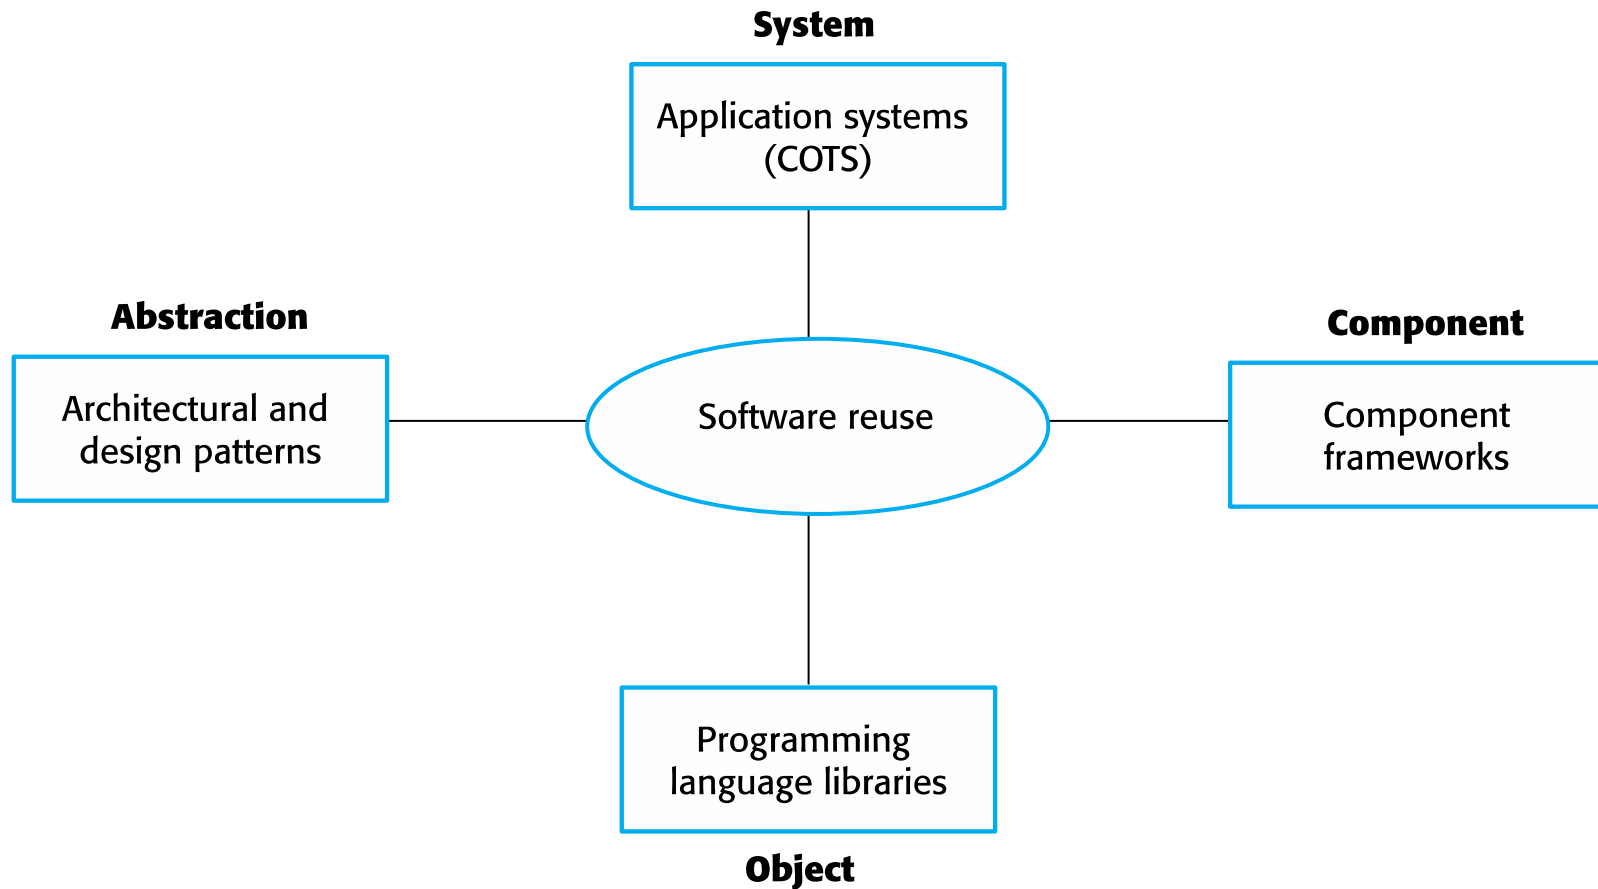 System
Application systems
(COTS)
Abstraction
Architectural and
design patterns
Software reuse
Component
Component
frameworks
Programming
language libraries
Object